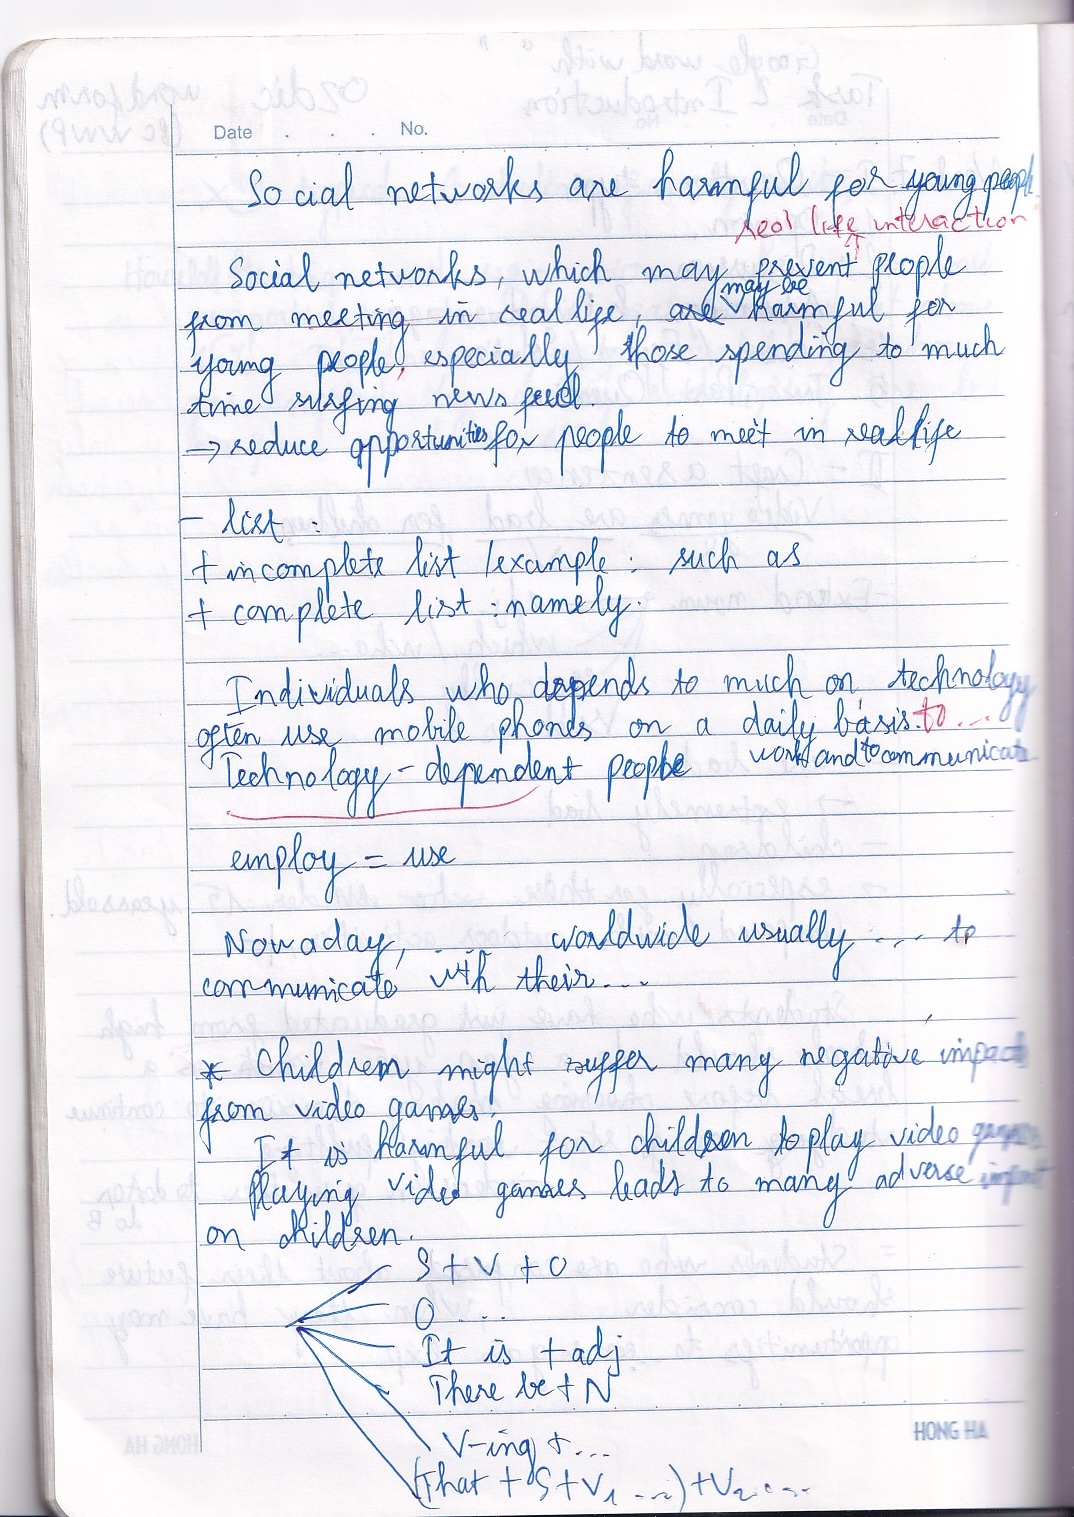 Date . . . No.
Social networks are harmful for young people.
real life interaction
Social networks, which may prevent people
may be
from meeting in real life, are harmful for
young people, especially those spending to much
time surfing news feed.
→ reduce opportunities for people to meet in real life
- list :
+ incomplete list / example : such as
+ complete list : namely.
Individuals who depends to much on technology
often use mobile phones on a daily basis. to ...
Technology-dependent people work and to communicate
employ = use
Nowaday, ... worldwide usually ... to
communicate with their...
* Children might suffer many negative impact
from video games.
It is harmful for children to play video games
Playing video games leads to many adverse impact
on children.
S + V + O
O ...
It is + adj
There be + N
V-ing + ...
(That + S + V1 ...) + V2 ...
HONG HA